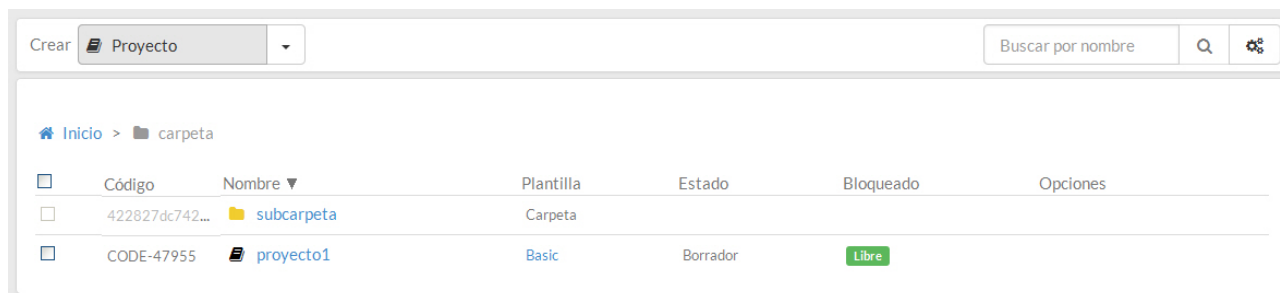 Crear Proyecto Buscar por nombre
Inicio > carpeta
Código Nombre ▼ Plantilla Estado Bloqueado Opciones
422827dc742... subcarpeta Carpeta
CODE-47955 proyecto1 Basic Borrador Libre